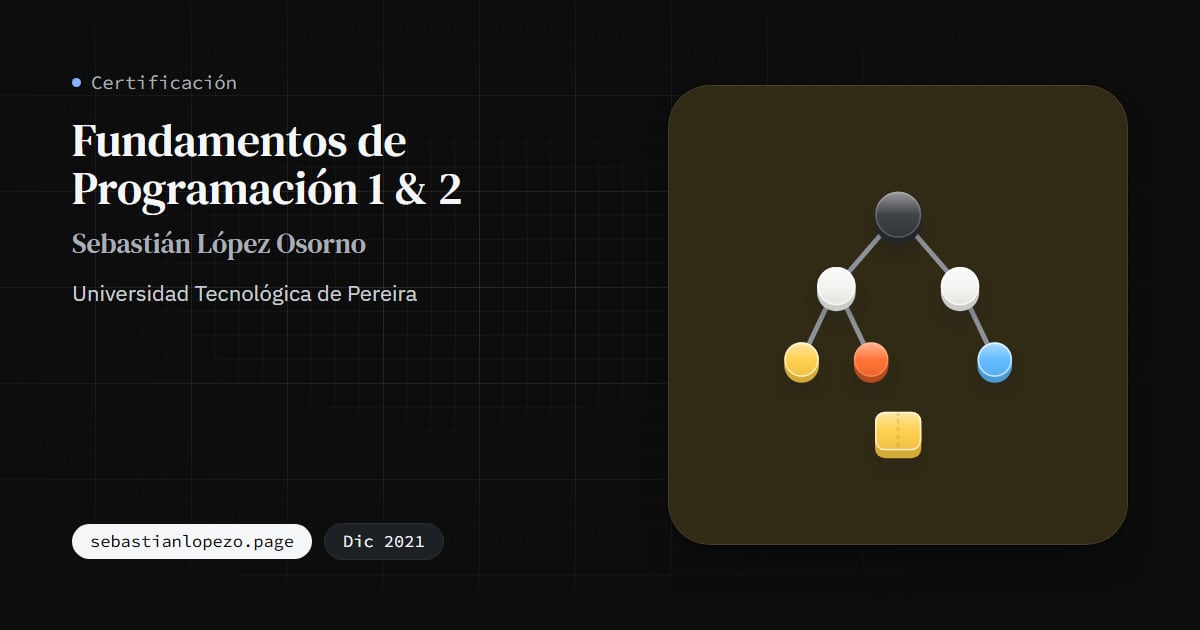 Certificación
Fundamentos de
Programación 1 & 2
Sebastián López Osorno
Universidad Tecnológica de Pereira
sebastianlopezo.page
Dic 2021